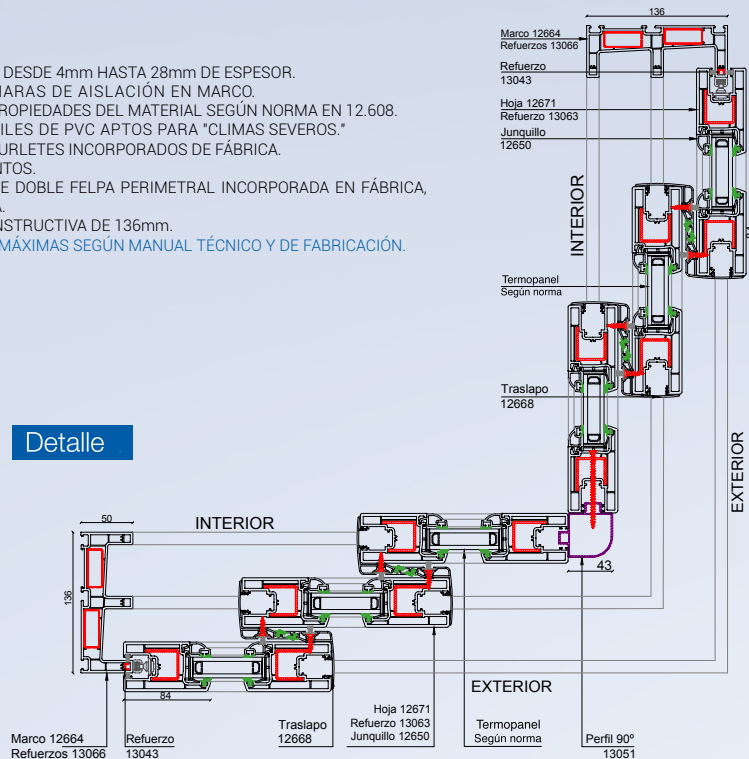 DESDE 4mm HASTA 28mm DE ESPESOR.
ARAS DE AISLACIÓN EN MARCO.
ROPIEDADES DEL MATERIAL SEGÚN NORMA EN 12.608.
ILES DE PVC APTOS PARA "CLIMAS SEVEROS."
URLETES INCORPORADOS DE FÁBRICA.
NTOS.
E DOBLE FELPA PERIMETRAL INCORPORADA EN FÁBRICA,
NSTRUCTIVA DE 136mm.
MÁXIMAS SEGÚN MANUAL TÉCNICO Y DE FABRICACIÓN.
136
Marco 12664
Refuerzos 13066
Refuerzo
13043
Hoja 12671
Refuerzo 13063
Junquillo
12650
INTERIOR
Termopanel
Según norma
Traslapo
12668
EXTERIOR
Detalle
50
INTERIOR
136
43
84
EXTERIOR
Marco 12664
Refuerzos 13066
Refuerzo
13043
Traslapo
12668
Hoja 12671
Refuerzo 13063
Junquillo 12650
Termopanel
Según norma
Perfil 90º
13051